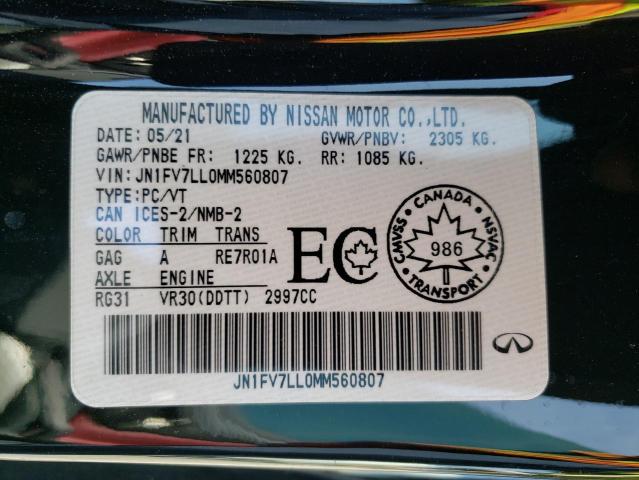 MANUFACTURED BY NISSAN MOTOR CO.,LTD.
DATE: 05/21 GVWR/PNBV: 2305 KG.
GAWR/PNBE FR: 1225 KG. RR: 1085 KG.
VIN: JN1FV7LL0MM560807
TYPE: PC/VT
CAN ICES-2/NMB-2
COLOR TRIM TRANS
GAG A RE7R01A
AXLE ENGINE
RG31 VR30(DDTT) 2997CC
EC
CMVSS CANADA NSVAC
986
TRANSPORT
JN1FV7LL0MM560807